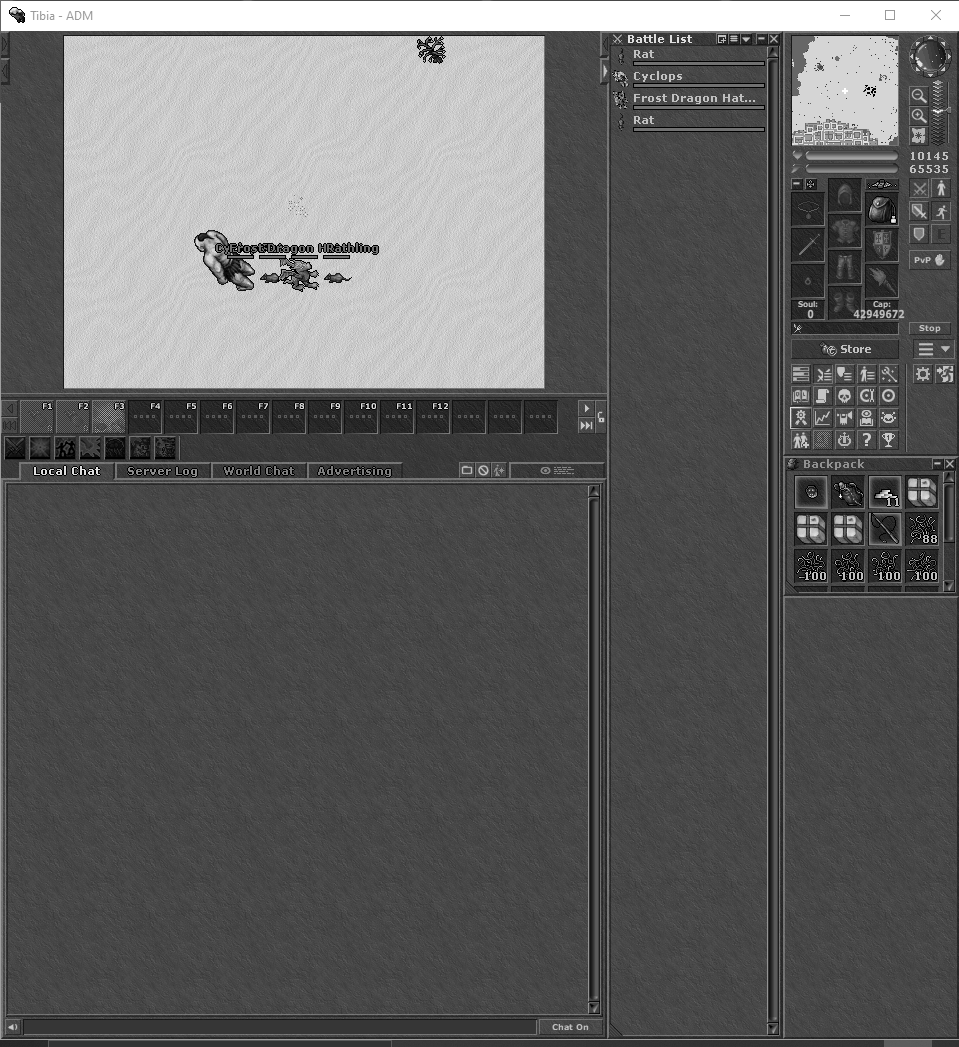 Tibia - ADM
Battle List
Rat
Cyclops
Frost Dragon Hat...
Rat
10145
65535
Soul:
0
Cap:
42949672
PvP
Stop
Store
F1 F2 F3 F4 F5 F6 F7 F8 F9 F10 F11 F12
Local Chat Server Log World Chat Advertising
Backpack
11
88
100 100 100 100
Chat On